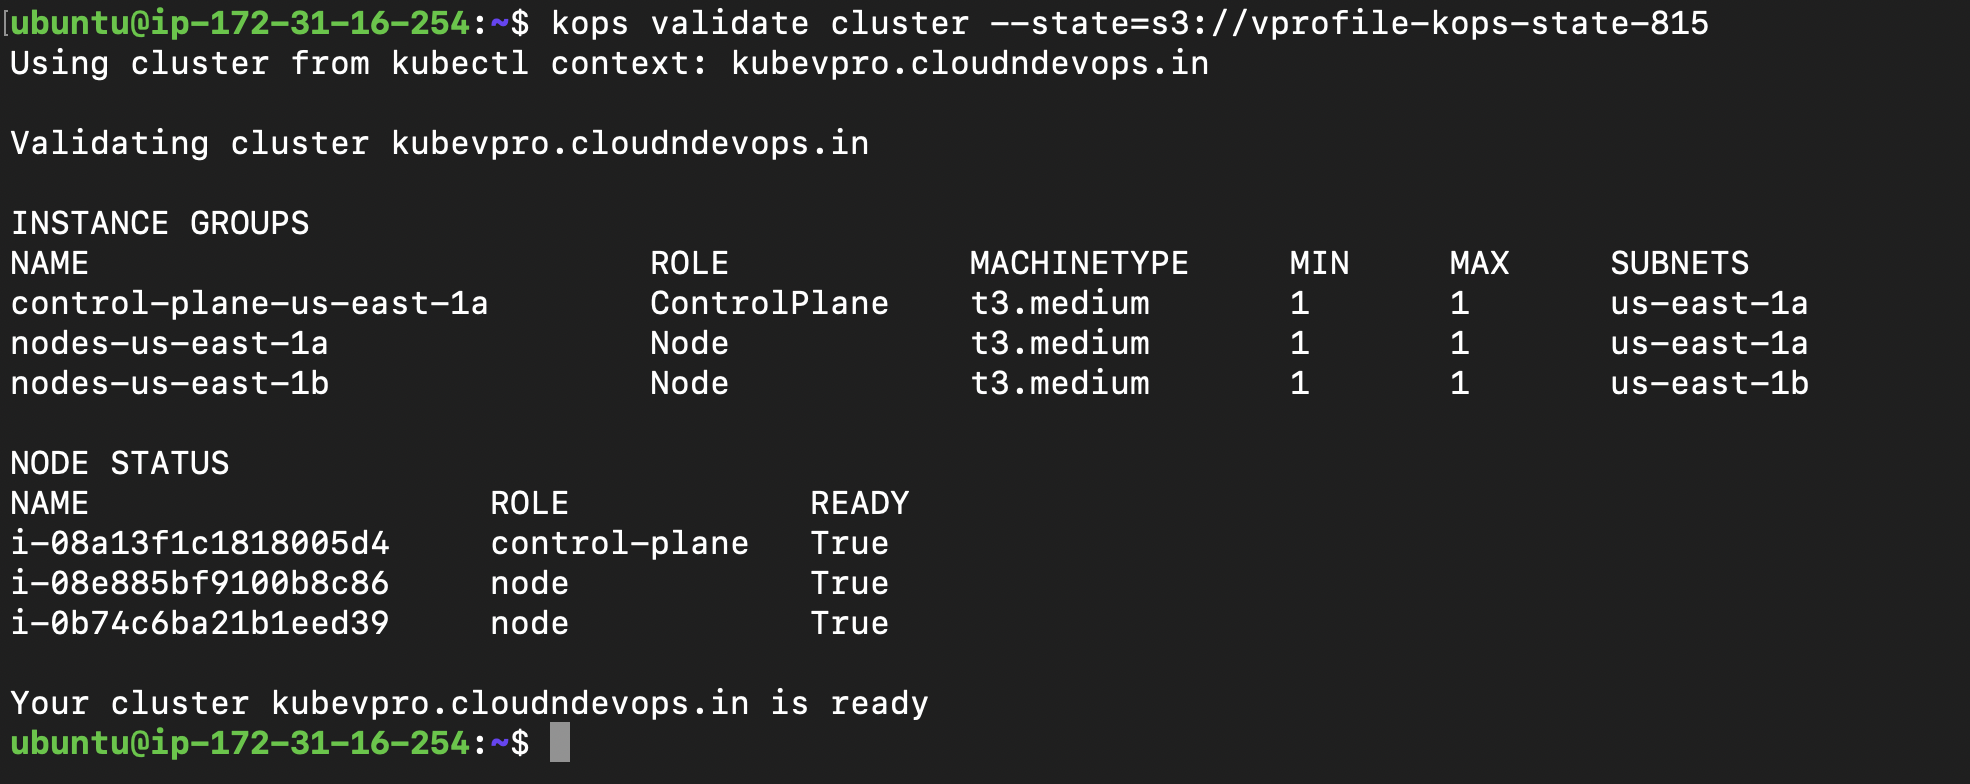 [ubuntu@ip-172-31-16-254:~$ kops validate cluster --state=s3://vprofile-kops-state-815
Using cluster from kubectl context: kubevpro.cloudndevops.in
Validating cluster kubevpro.cloudndevops.in
INSTANCE GROUPS
NAME ROLE MACHINETYPE MIN MAX SUBNETS
control-plane-us-east-1a ControlPlane t3.medium 1 1 us-east-1a
nodes-us-east-1a Node t3.medium 1 1 us-east-1a
nodes-us-east-1b Node t3.medium 1 1 us-east-1b
NODE STATUS
NAME ROLE READY
i-08a13f1c1818005d4 control-plane True
i-08e885bf9100b8c86 node True
i-0b74c6ba21b1eed39 node True
Your cluster kubevpro.cloudndevops.in is ready
ubuntu@ip-172-31-16-254:~$